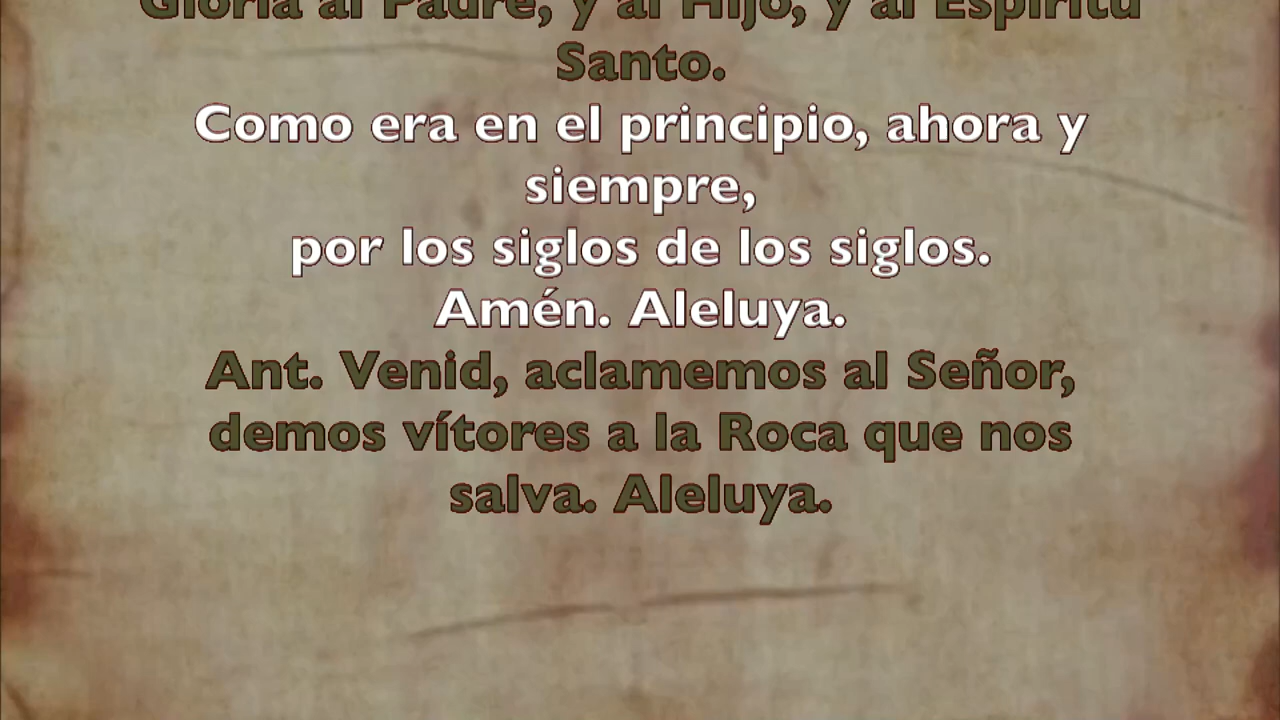 Gloria al Padre, y al Hijo, y al Espíritu
Santo.
Como era en el principio, ahora y
siempre,
por los siglos de los siglos.
Amén. Aleluya.
Ant. Venid, aclamemos al Señor,
demos vítores a la Roca que nos
salva. Aleluya.